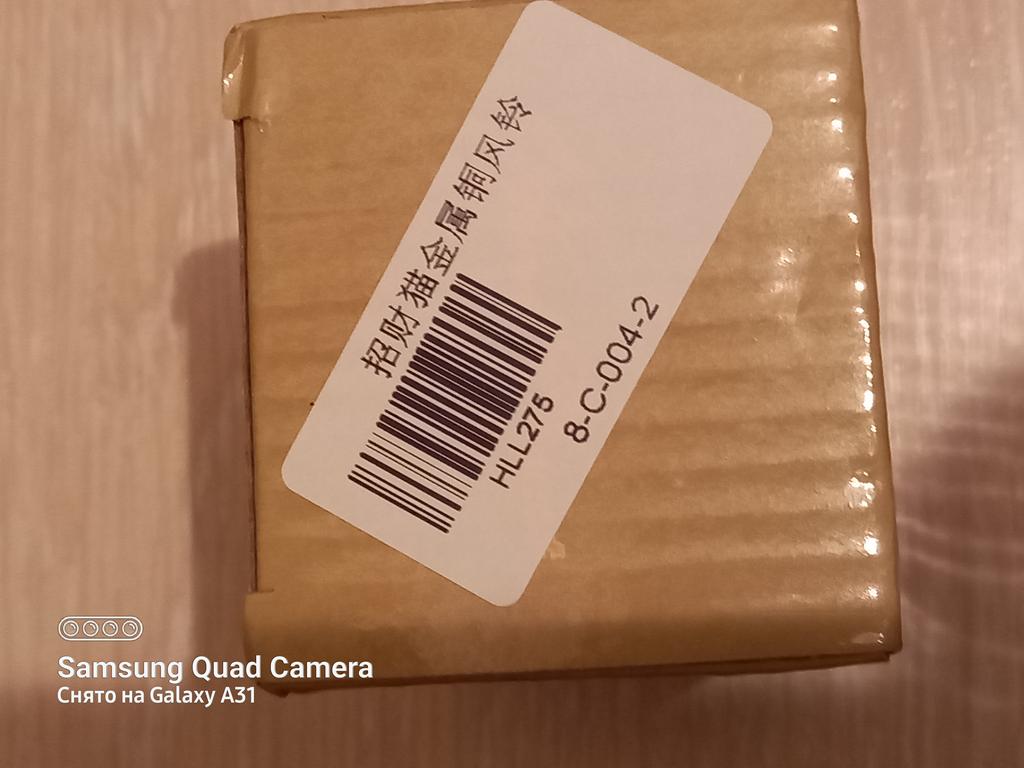 招财猫金属铜风铃
HLL275
8-C-004-2
Samsung Quad Camera
Снято на Galaxy A31